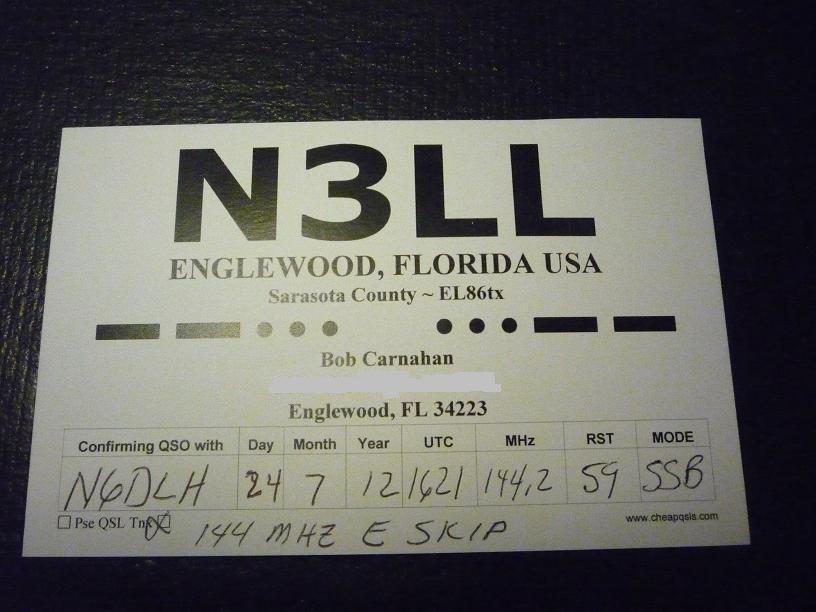 N3LL
ENGLEWOOD, FLORIDA USA
Sarasota County ~ EL86tx
Bob Carnahan
Englewood, FL 34223
Confirming QSO with Day Month Year UTC MHz RST MODE
N6DLH 24 7 12 1621 144.2 59 SSB
Pse QSL Tnx
www.cheapqsls.com
144 MHZ E SKIP